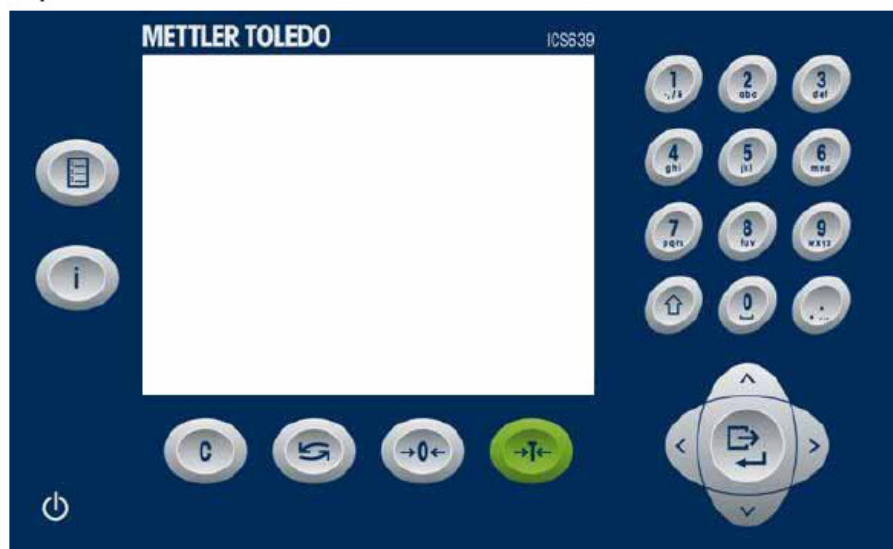 METTLER TOLEDO ICS639
1 2 3
abc def
4 5 6
ghi jkl mno
7 8 9
pqrs tuv wxyz
i
0
C
→0← →T←